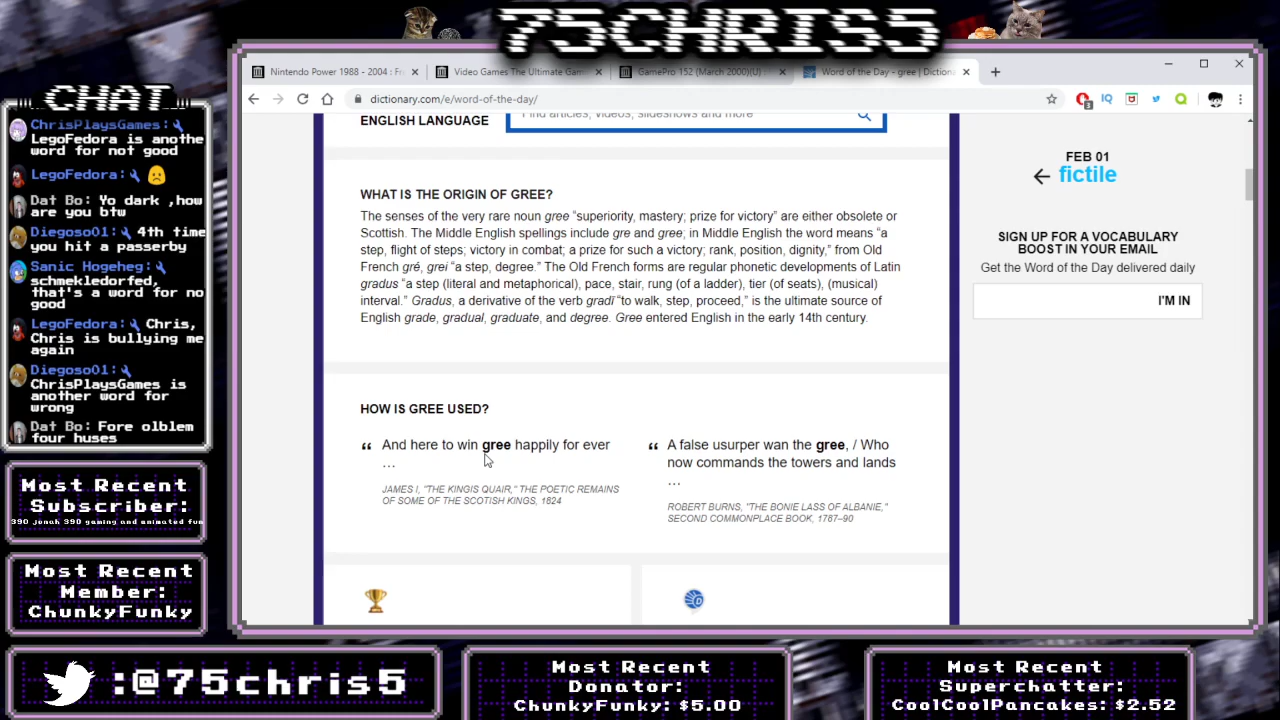 75CHRIS5
Nintendo Power 1988 - 2004 : Fr
Video Games The Ultimate Gam
GamePro 152 (March 2000)(U) :
Word of the Day - gree | Diction
dictionary.com/e/word-of-the-day/
CHAT
ChrisPlaysGames:
LegoFedora is anothe
word for not good
LegoFedora:
Dat Bo: Yo dark ,how
are you btw
Diegoso01: 4th time
you hit a passerby
Sanic Hogeheg:
schmekledorfed,
that's a word for no
good
LegoFedora: Chris,
Chris is bullying me
again
Diegoso01:
ChrisPlaysGames is
another word for
wrong
Dat Bo: Fore olblem
four huses
ENGLISH LANGUAGE
Find articles, videos, slideshows and more
WHAT IS THE ORIGIN OF GREE?
The senses of the very rare noun gree “superiority, mastery; prize for victory” are either obsolete or
Scottish. The Middle English spellings include gre and gree; in Middle English the word means “a
step, flight of steps; victory in combat; a prize for such a victory; rank, position, dignity,” from Old
French gré, grei “a step, degree.” The Old French forms are regular phonetic developments of Latin
gradus “a step (literal and metaphorical), pace, stair, rung (of a ladder), tier (of seats), (musical)
interval.” Gradus, a derivative of the verb gradī “to walk, step, proceed,” is the ultimate source of
English grade, gradual, graduate, and degree. Gree entered English in the early 14th century.
HOW IS GREE USED?
“ And here to win gree happily for ever
…
JAMES I, "THE KINGIS QUAIR," THE POETIC REMAINS
OF SOME OF THE SCOTISH KINGS, 1824
“ A false usurper wan the gree, / Who
now commands the towers and lands
…
ROBERT BURNS, "THE BONIE LASS OF ALBANIE,"
SECOND COMMONPLACE BOOK, 1787–90
FEB 01
fictile
SIGN UP FOR A VOCABULARY
BOOST IN YOUR EMAIL
Get the Word of the Day delivered daily
I'M IN
Most Recent
Subscriber:
390 jonah 390 gaming and animated fun
Most Recent
Member:
ChunkyFunky
:@75chris5
Most Recent
Donator:
ChunkyFunky: $5.00
Most Recent
Superchatter:
CoolCoolPancakes: $2.52